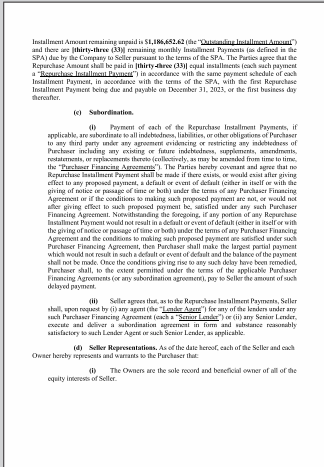 Installment Amount remaining unpaid is $1,186,652.62 (the "Outstanding Installment Amount")
and there are [thirty-three (33)] remaining monthly Installment Payments (as defined in the
SPA) due by the Company to Seller pursuant to the terms of the SPA. The Parties agree that the
Repurchase Amount shall be paid in [thirty-three (33)] equal installments (each such payment
a "Repurchase Installment Payment") in accordance with the same payment schedule of each
Installment Payment, in accordance with the terms of the SPA, with the first Repurchase
Installment Payment being due and payable on December 31, 2023, or the first business day
thereafter.
(c) Subordination.
(i) Payment of each of the Repurchase Installment Payments, if
applicable, are subordinate to all indebtedness, liabilities, or other obligations of Purchaser
to any third party under any agreement evidencing or restricting any indebtedness of
Purchaser including any existing or future indebtedness, supplements, amendments,
restatements, or replacements thereto (collectively, as may be amended from time to time,
the "Purchaser Financing Agreements"). The Parties hereby covenant and agree that no
Repurchase Installment Payment shall be made if there exists, or would exist after giving
effect to any proposed payment, a default or event of default (either in itself or with the
giving of notice or passage of time or both) under the terms of any Purchaser Financing
Agreement or if the conditions to making such proposed payment are not, or would not
after giving effect to such proposed payment be, satisfied under any such Purchaser
Financing Agreement. Notwithstanding the foregoing, if any portion of any Repurchase
Installment Payment would not result in a default or event of default (either in itself or with
the giving of notice or passage of time or both) under the terms of any Purchaser Financing
Agreement and the conditions to making such proposed payment are satisfied under such
Purchaser Financing Agreement, then Purchaser shall make the largest partial payment
which would not result in such a default or event of default and the balance of the payment
shall not be made. Once the conditions giving rise to any such delay have been remedied,
Purchaser shall, to the extent permitted under the terms of the applicable Purchaser
Financing Agreements (or any subordination agreement), pay to Seller the amount of such
delayed payment.
(ii) Seller agrees that, as to the Repurchase Installment Payments, Seller
shall, upon request by (i) any agent (the "Lender Agent") for any of the lenders under any
such Purchaser Financing Agreement (each a "Senior Lender") or (ii) any Senior Lender,
execute and deliver a subordination agreement in form and substance reasonably
satisfactory to such Lender Agent or such Senior Lender, as applicable.
(d) Seller Representations. As of the date hereof, each of the Seller and each
Owner hereby represents and warrants to the Purchaser that:
(i) The Owners are the sole record and beneficial owner of all of the
equity interests of Seller.